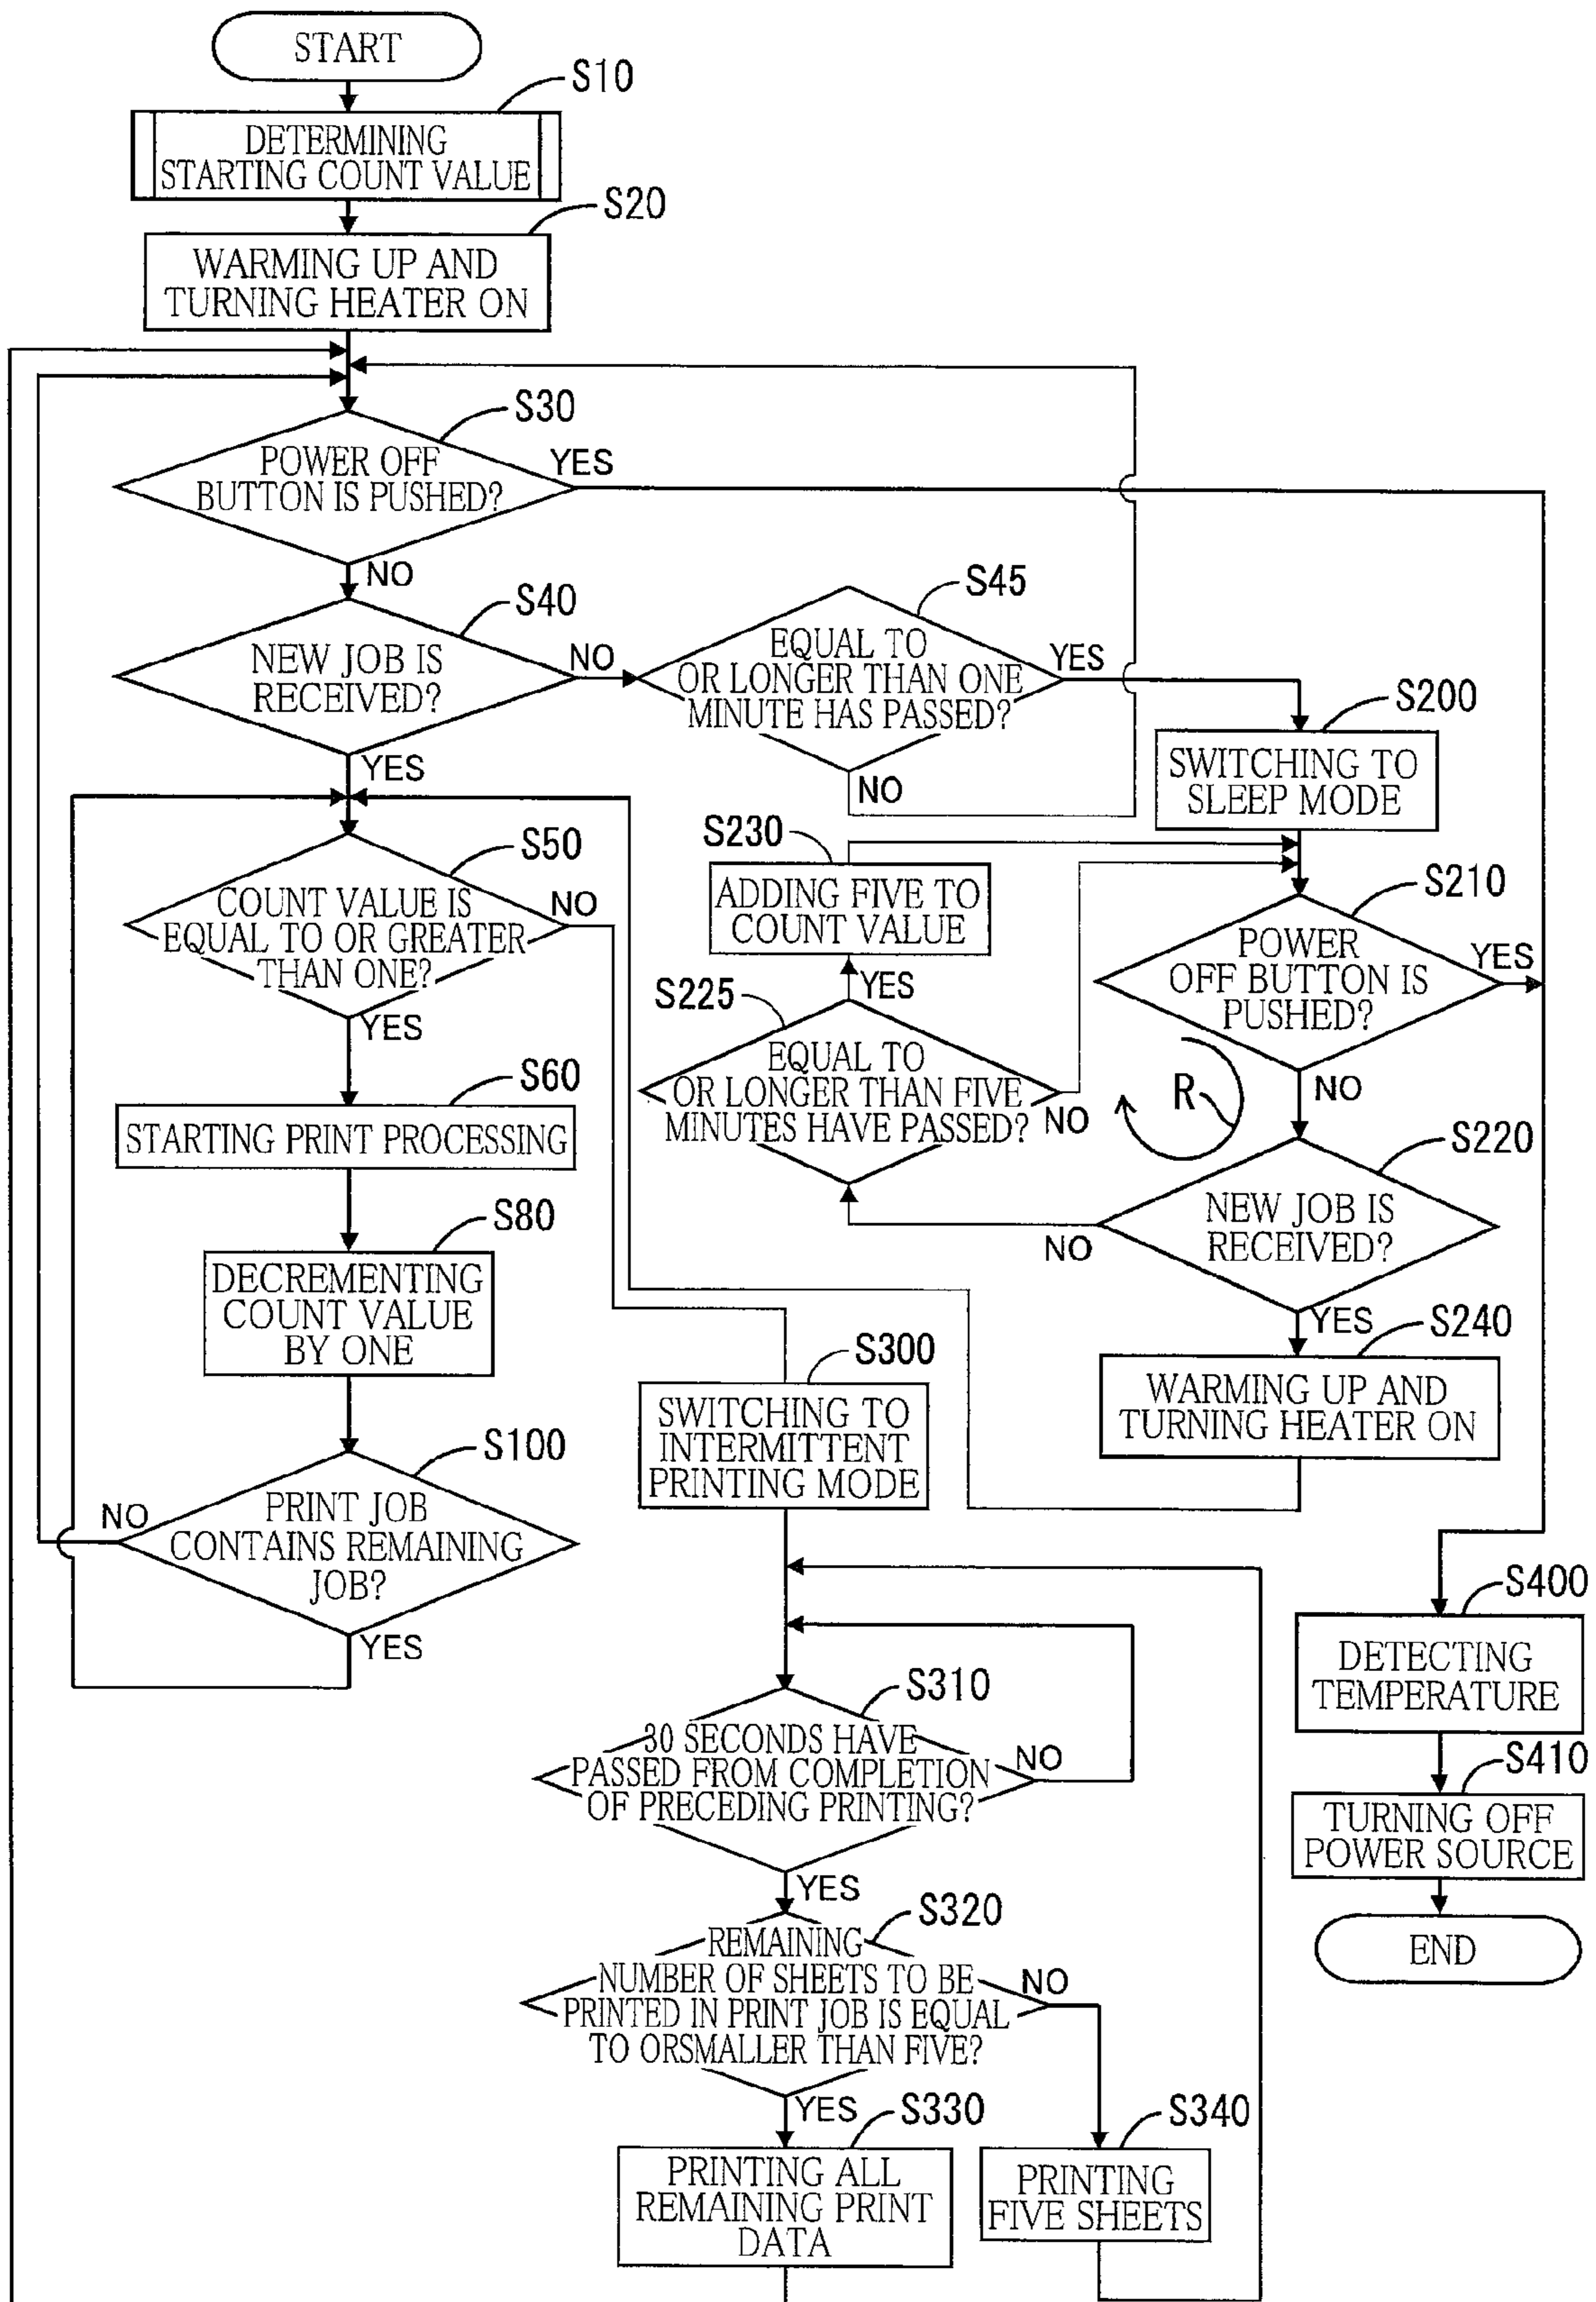 START
S10
DETERMINING
STARTING COUNT VALUE
S20
WARMING UP AND
TURNING HEATER ON
S30
POWER OFF
BUTTON IS PUSHED?
YES
NO
S40
NEW JOB IS
RECEIVED?
NO
YES
S45
EQUAL TO
OR LONGER THAN ONE
MINUTE HAS PASSED?
YES
NO
S200
SWITCHING TO
SLEEP MODE
S50
COUNT VALUE IS
EQUAL TO OR GREATER
THAN ONE?
NO
YES
S230
ADDING FIVE TO
COUNT VALUE
S210
POWER
OFF BUTTON IS
PUSHED?
YES
NO
S225
YES
EQUAL TO
OR LONGER THAN FIVE
MINUTES HAVE PASSED?
NO
R
S60
STARTING PRINT PROCESSING
S220
NEW JOB IS
RECEIVED?
NO
YES
S80
DECREMENTING
COUNT VALUE
BY ONE
S240
WARMING UP AND
TURNING HEATER ON
S300
SWITCHING TO
INTERMITTENT
PRINTING MODE
S100
PRINT JOB
CONTAINS REMAINING
JOB?
NO
YES
S310
30 SECONDS HAVE
PASSED FROM COMPLETION
OF PRECEDING PRINTING?
NO
YES
S400
DETECTING
TEMPERATURE
S410
TURNING OFF
POWER SOURCE
END
S320
REMAINING
NUMBER OF SHEETS TO BE
PRINTED IN PRINT JOB IS EQUAL
TO ORSMALLER THAN FIVE?
NO
YES
S330
PRINTING ALL
REMAINING PRINT
DATA
S340
PRINTING
FIVE SHEETS